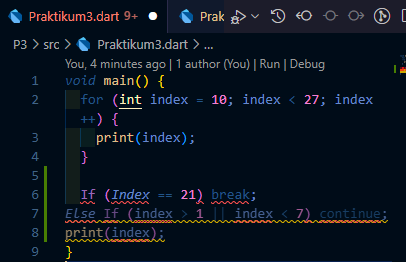 Praktikum3.dart 9+ Prak
P3 > src > Praktikum3.dart > ...
You, 4 minutes ago | 1 author (You) | Run | Debug
1 void main() {
2 for (int index = 10; index < 27; index
++) {
3 print(index);
4 }
5
6 If (Index == 21) break;
7 Else If (index > 1 || index < 7) continue;
8 print(index);
9 }